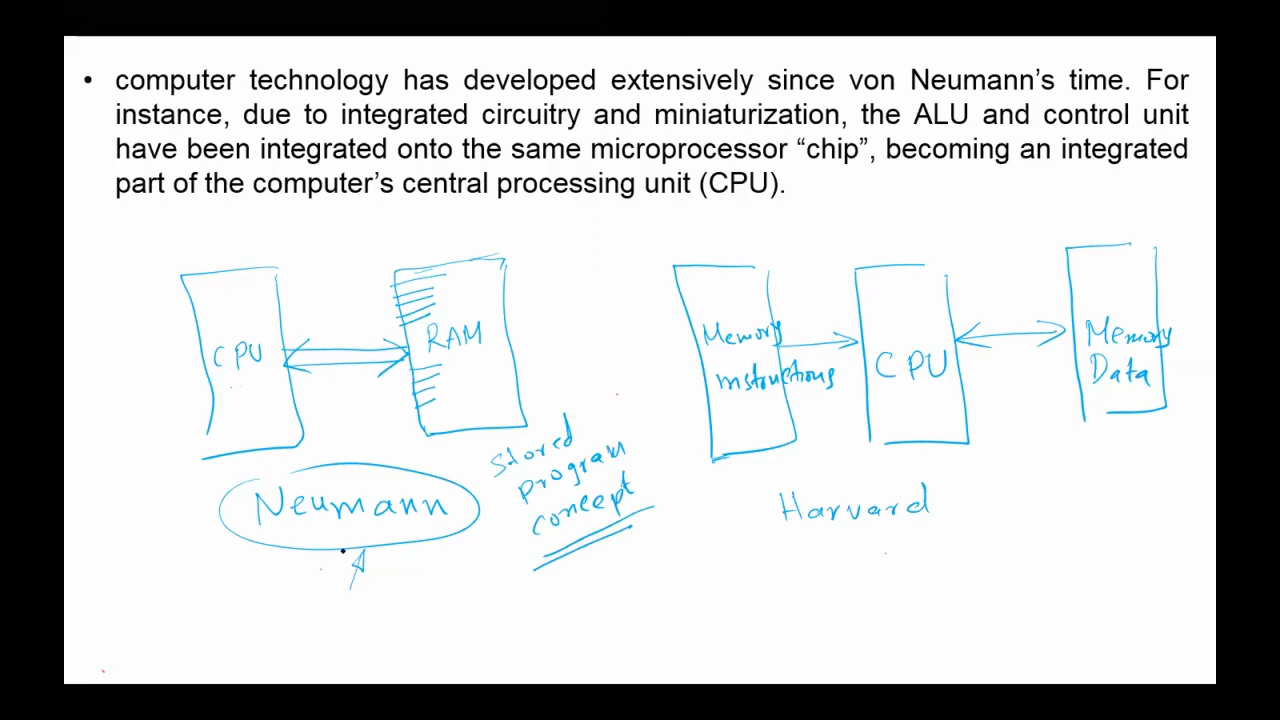 • computer technology has developed extensively since von Neumann's time. For
instance, due to integrated circuitry and miniaturization, the ALU and control unit
have been integrated onto the same microprocessor “chip”, becoming an integrated
part of the computer's central processing unit (CPU).
CPU
RAM
Neumann
Stored
program
concept
Memory
instructions
CPU
Memory
Data
Harvard